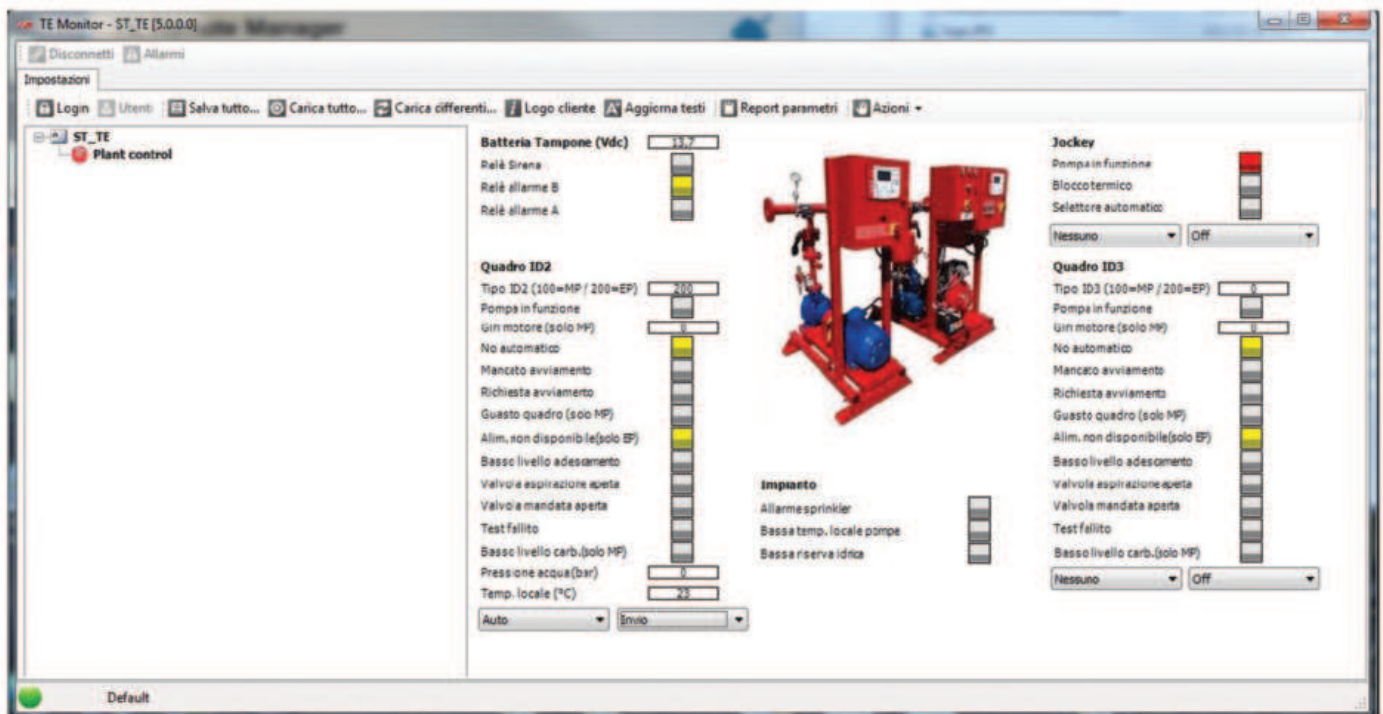 TE Monitor - ST_TE [5.0.0.0]
Disconnetti Allarmi
Impostazioni
Login Utenti Salva tutto... Carica tutto... Carica differenti... Logo cliente Aggiorna testi Report parametri Azioni
ST_TE
Plant control
Batteria Tampone (Vdc) 13,7
Relè Sirena
Relè allarme B
Relè allarme A
Quadro ID2
Tipo ID2 (100=MP / 200=EP) 200
Pompa in funzione
Giri motore (solo MP) 0
No automatico
Mancato avviamento
Richiesta avviamento
Guasto quadro (solo MP)
Alim. non disponibile(solo EP)
Basso livello adescamento
Valvola aspirazione aperta
Valvola mandata aperta
Test fallito
Basso livello carb.(solo MP)
Pressione acqua(bar) 0
Temp. locale (°C) 23
Auto Invio
Impianto
Allarme sprinkler
Bassa temp. locale pompe
Bassa riserva idrica
Jockey
Pompa in funzione
Blocco termico
Selettore automatico
Nessuno Off
Quadro ID3
Tipo ID3 (100=MP / 200=EP) 0
Pompa in funzione
Giri motore (solo MP) 0
No automatico
Mancato avviamento
Richiesta avviamento
Guasto quadro (solo MP)
Alim. non disponibile(solo EP)
Basso livello adescamento
Valvola aspirazione aperta
Valvola mandata aperta
Test fallito
Basso livello carb.(solo MP)
Nessuno Off
Default